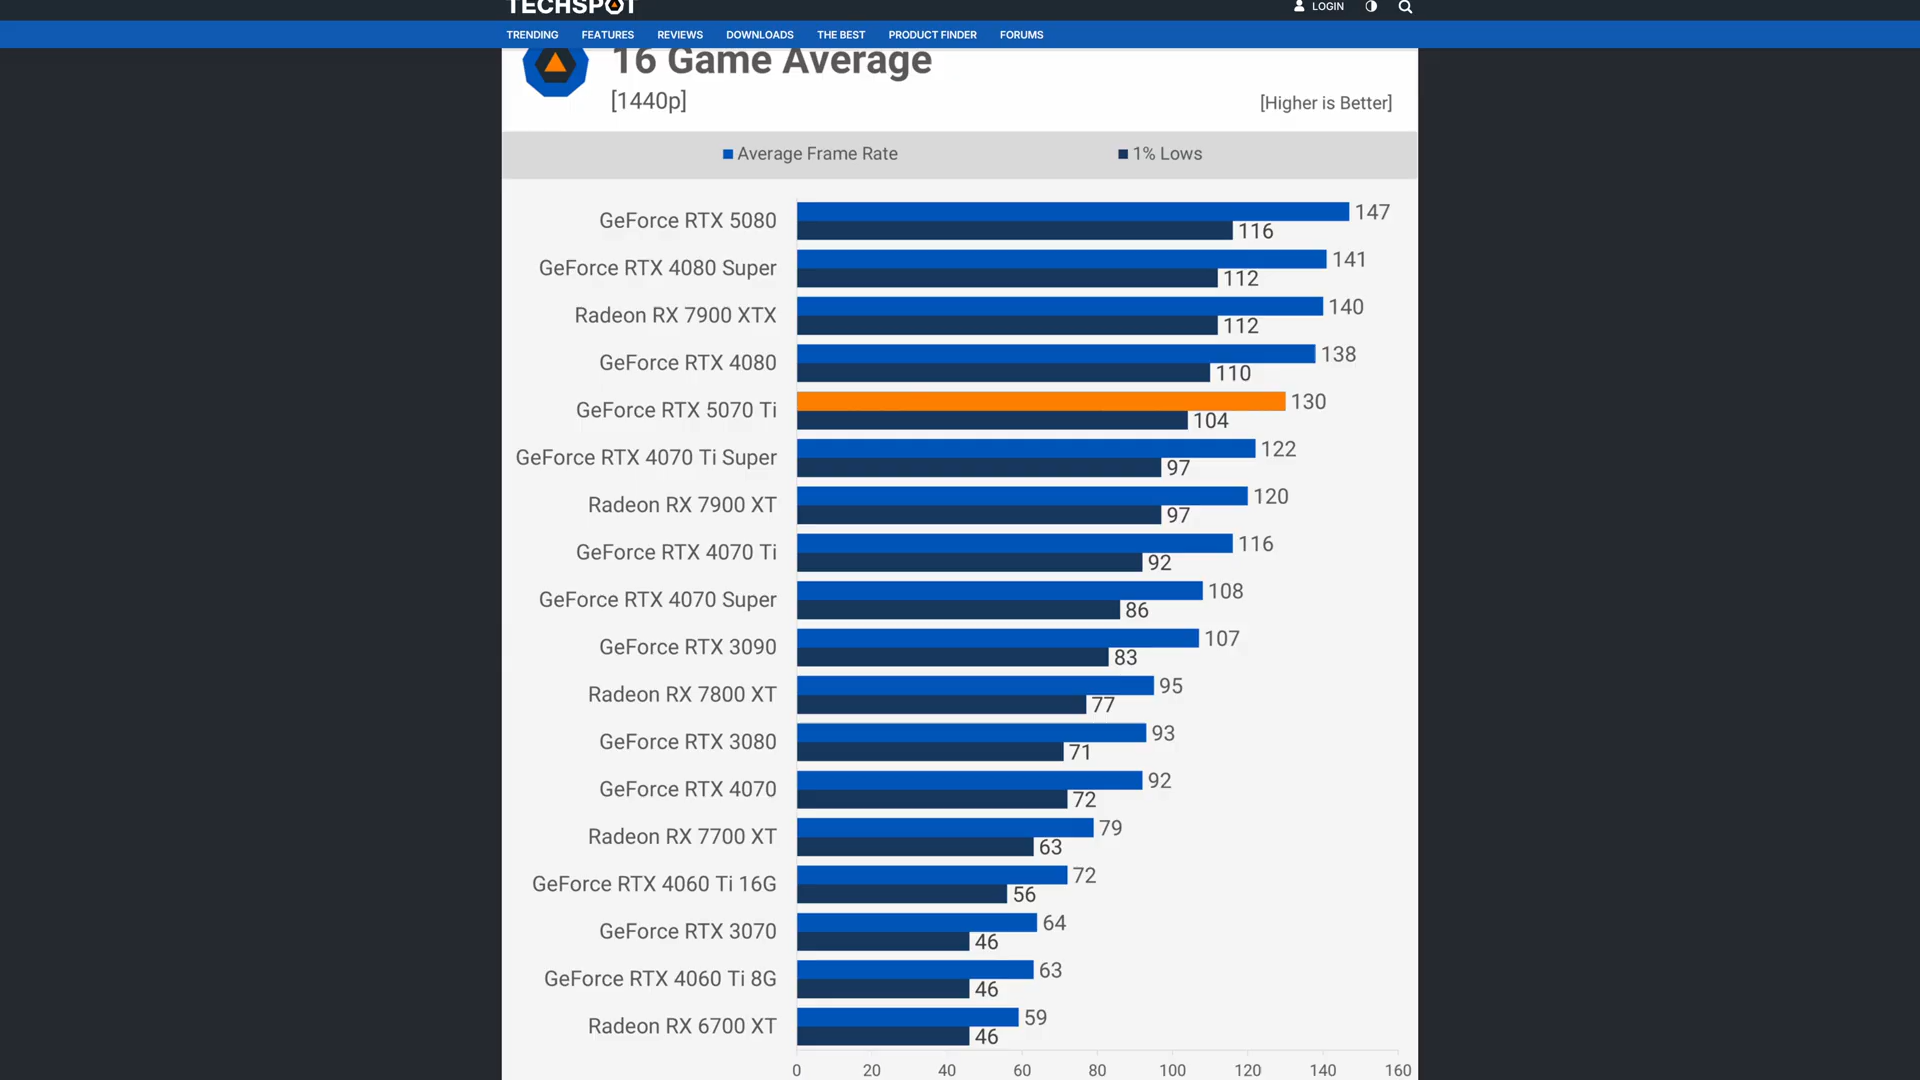 TECHSPOT
LOGIN
TRENDING FEATURES REVIEWS DOWNLOADS THE BEST PRODUCT FINDER FORUMS
16 Game Average
[1440p]
[Higher is Better]
Average Frame Rate 1% Lows
GeForce RTX 5080 147
116
GeForce RTX 4080 Super 141
112
Radeon RX 7900 XTX 140
112
GeForce RTX 4080 138
110
GeForce RTX 5070 Ti 130
104
GeForce RTX 4070 Ti Super 122
97
Radeon RX 7900 XT 120
97
GeForce RTX 4070 Ti 116
92
GeForce RTX 4070 Super 108
86
GeForce RTX 3090 107
83
Radeon RX 7800 XT 95
77
GeForce RTX 3080 93
71
GeForce RTX 4070 92
72
Radeon RX 7700 XT 79
63
GeForce RTX 4060 Ti 16G 72
56
GeForce RTX 3070 64
46
GeForce RTX 4060 Ti 8G 63
46
Radeon RX 6700 XT 59
46
0 20 40 60 80 100 120 140 160